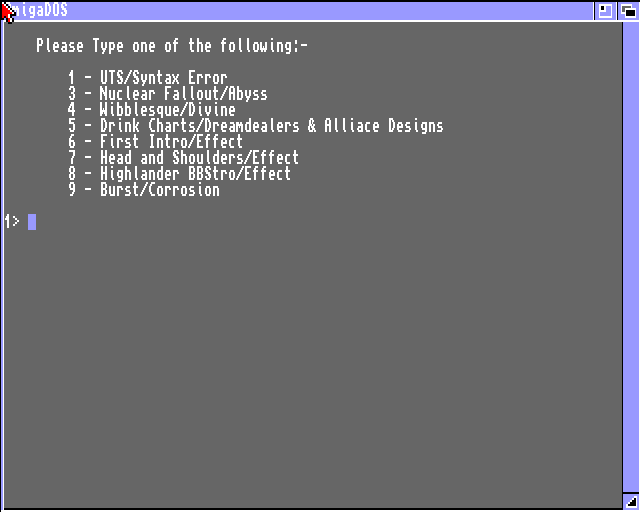 migaDOS
Please Type one of the following:-
1 - UTS/Syntax Error
3 - Nuclear Fallout/Abyss
4 - Wibblesque/Divine
5 - Drink Charts/Dreamdealers & Alliace Designs
6 - First Intro/Effect
7 - Head and Shoulders/Effect
8 - Highlander BBStro/Effect
9 - Burst/Corrosion
1>